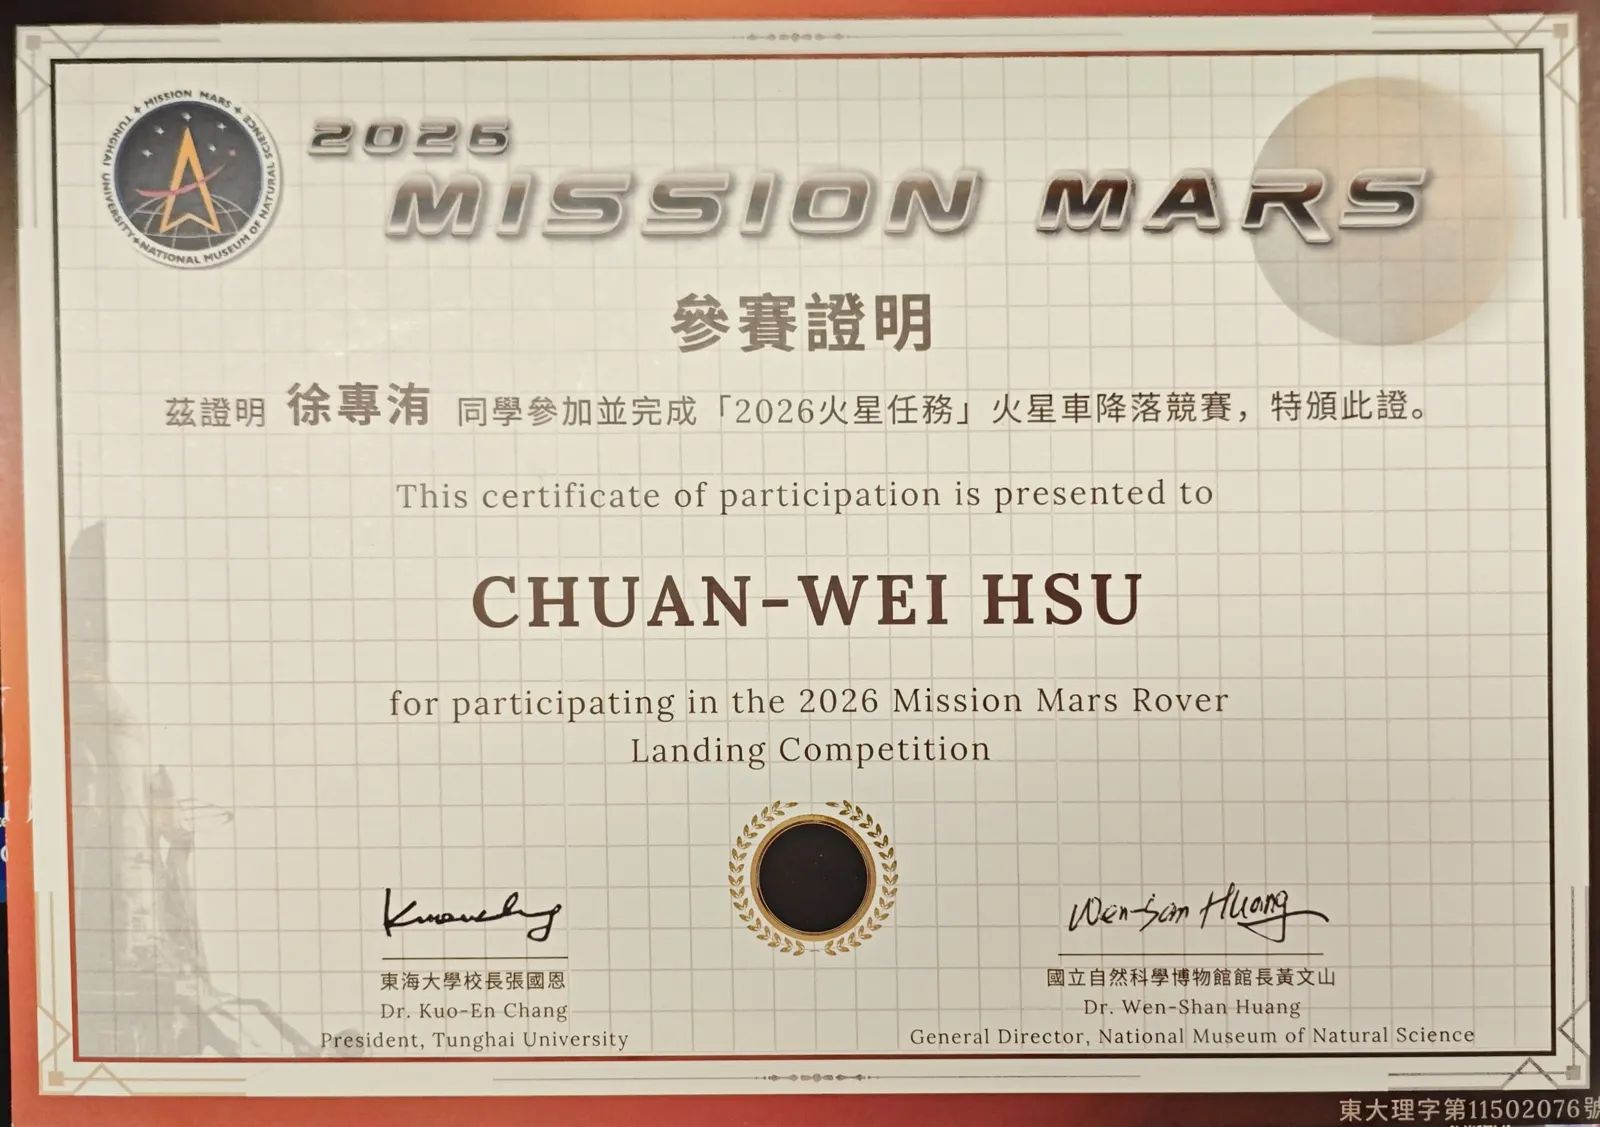 MISSION MARS
TUNGHAI UNIVERSITY
NATIONAL MUSEUM OF NATURAL SCIENCE
2026
MISSION MARS
參賽證明
茲證明 徐專洧 同學參加並完成「2026火星任務」火星車降落競賽，特頒此證。
This certificate of participation is presented to
CHUAN-WEI HSU
for participating in the 2026 Mission Mars Rover
Landing Competition
Wen-San Huang
東海大學校長張國恩
Dr. Kuo-En Chang
President, Tunghai University
國立自然科學博物館館長黃文山
Dr. Wen-Shan Huang
General Director, National Museum of Natural Science
東大理字第11502076號